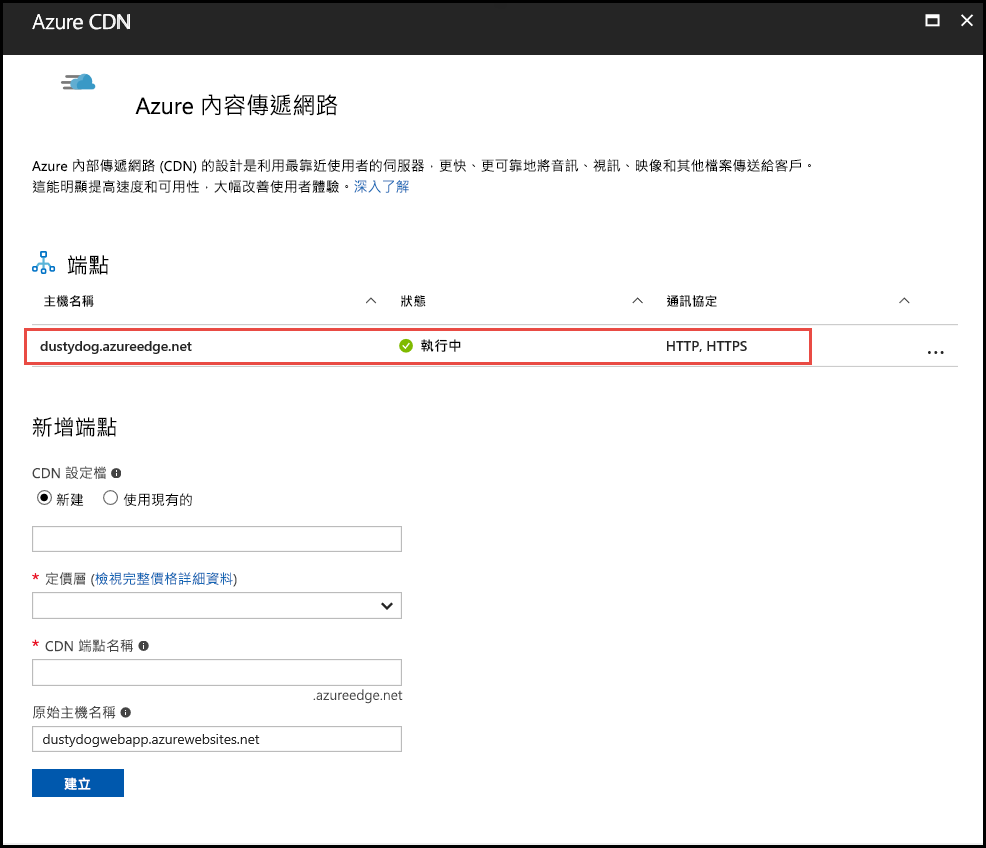 Azure CDN
Azure 內容傳遞網路
Azure 內部傳遞網路 (CDN) 的設計是利用最靠近使用者的伺服器，更快、更可靠地將音訊、視訊、映像和其他檔案傳送給客戶。
這能明顯提高速度和可用性，大幅改善使用者體驗。深入了解
端點
主機名稱 狀態 通訊協定
dustydog.azureedge.net 執行中 HTTP, HTTPS ...
新增端點
CDN 設定檔
新建 使用現有的
* 定價層 (檢視完整價格詳細資料)
* CDN 端點名稱
.azureedge.net
原始主機名稱
dustydogwebapp.azurewebsites.net
建立